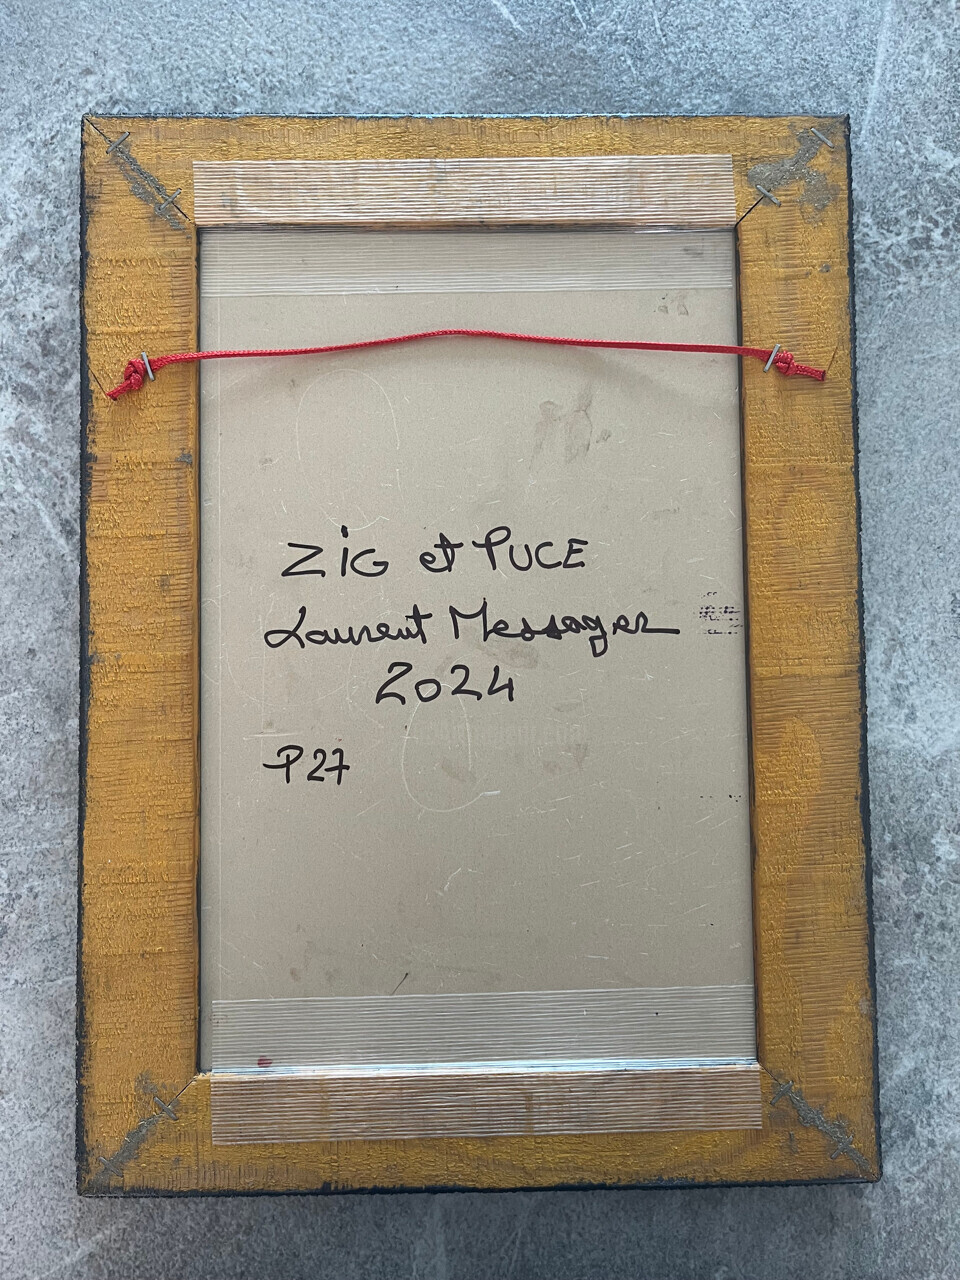 ZiG et PUCE
Laurent Messager
2024
P27